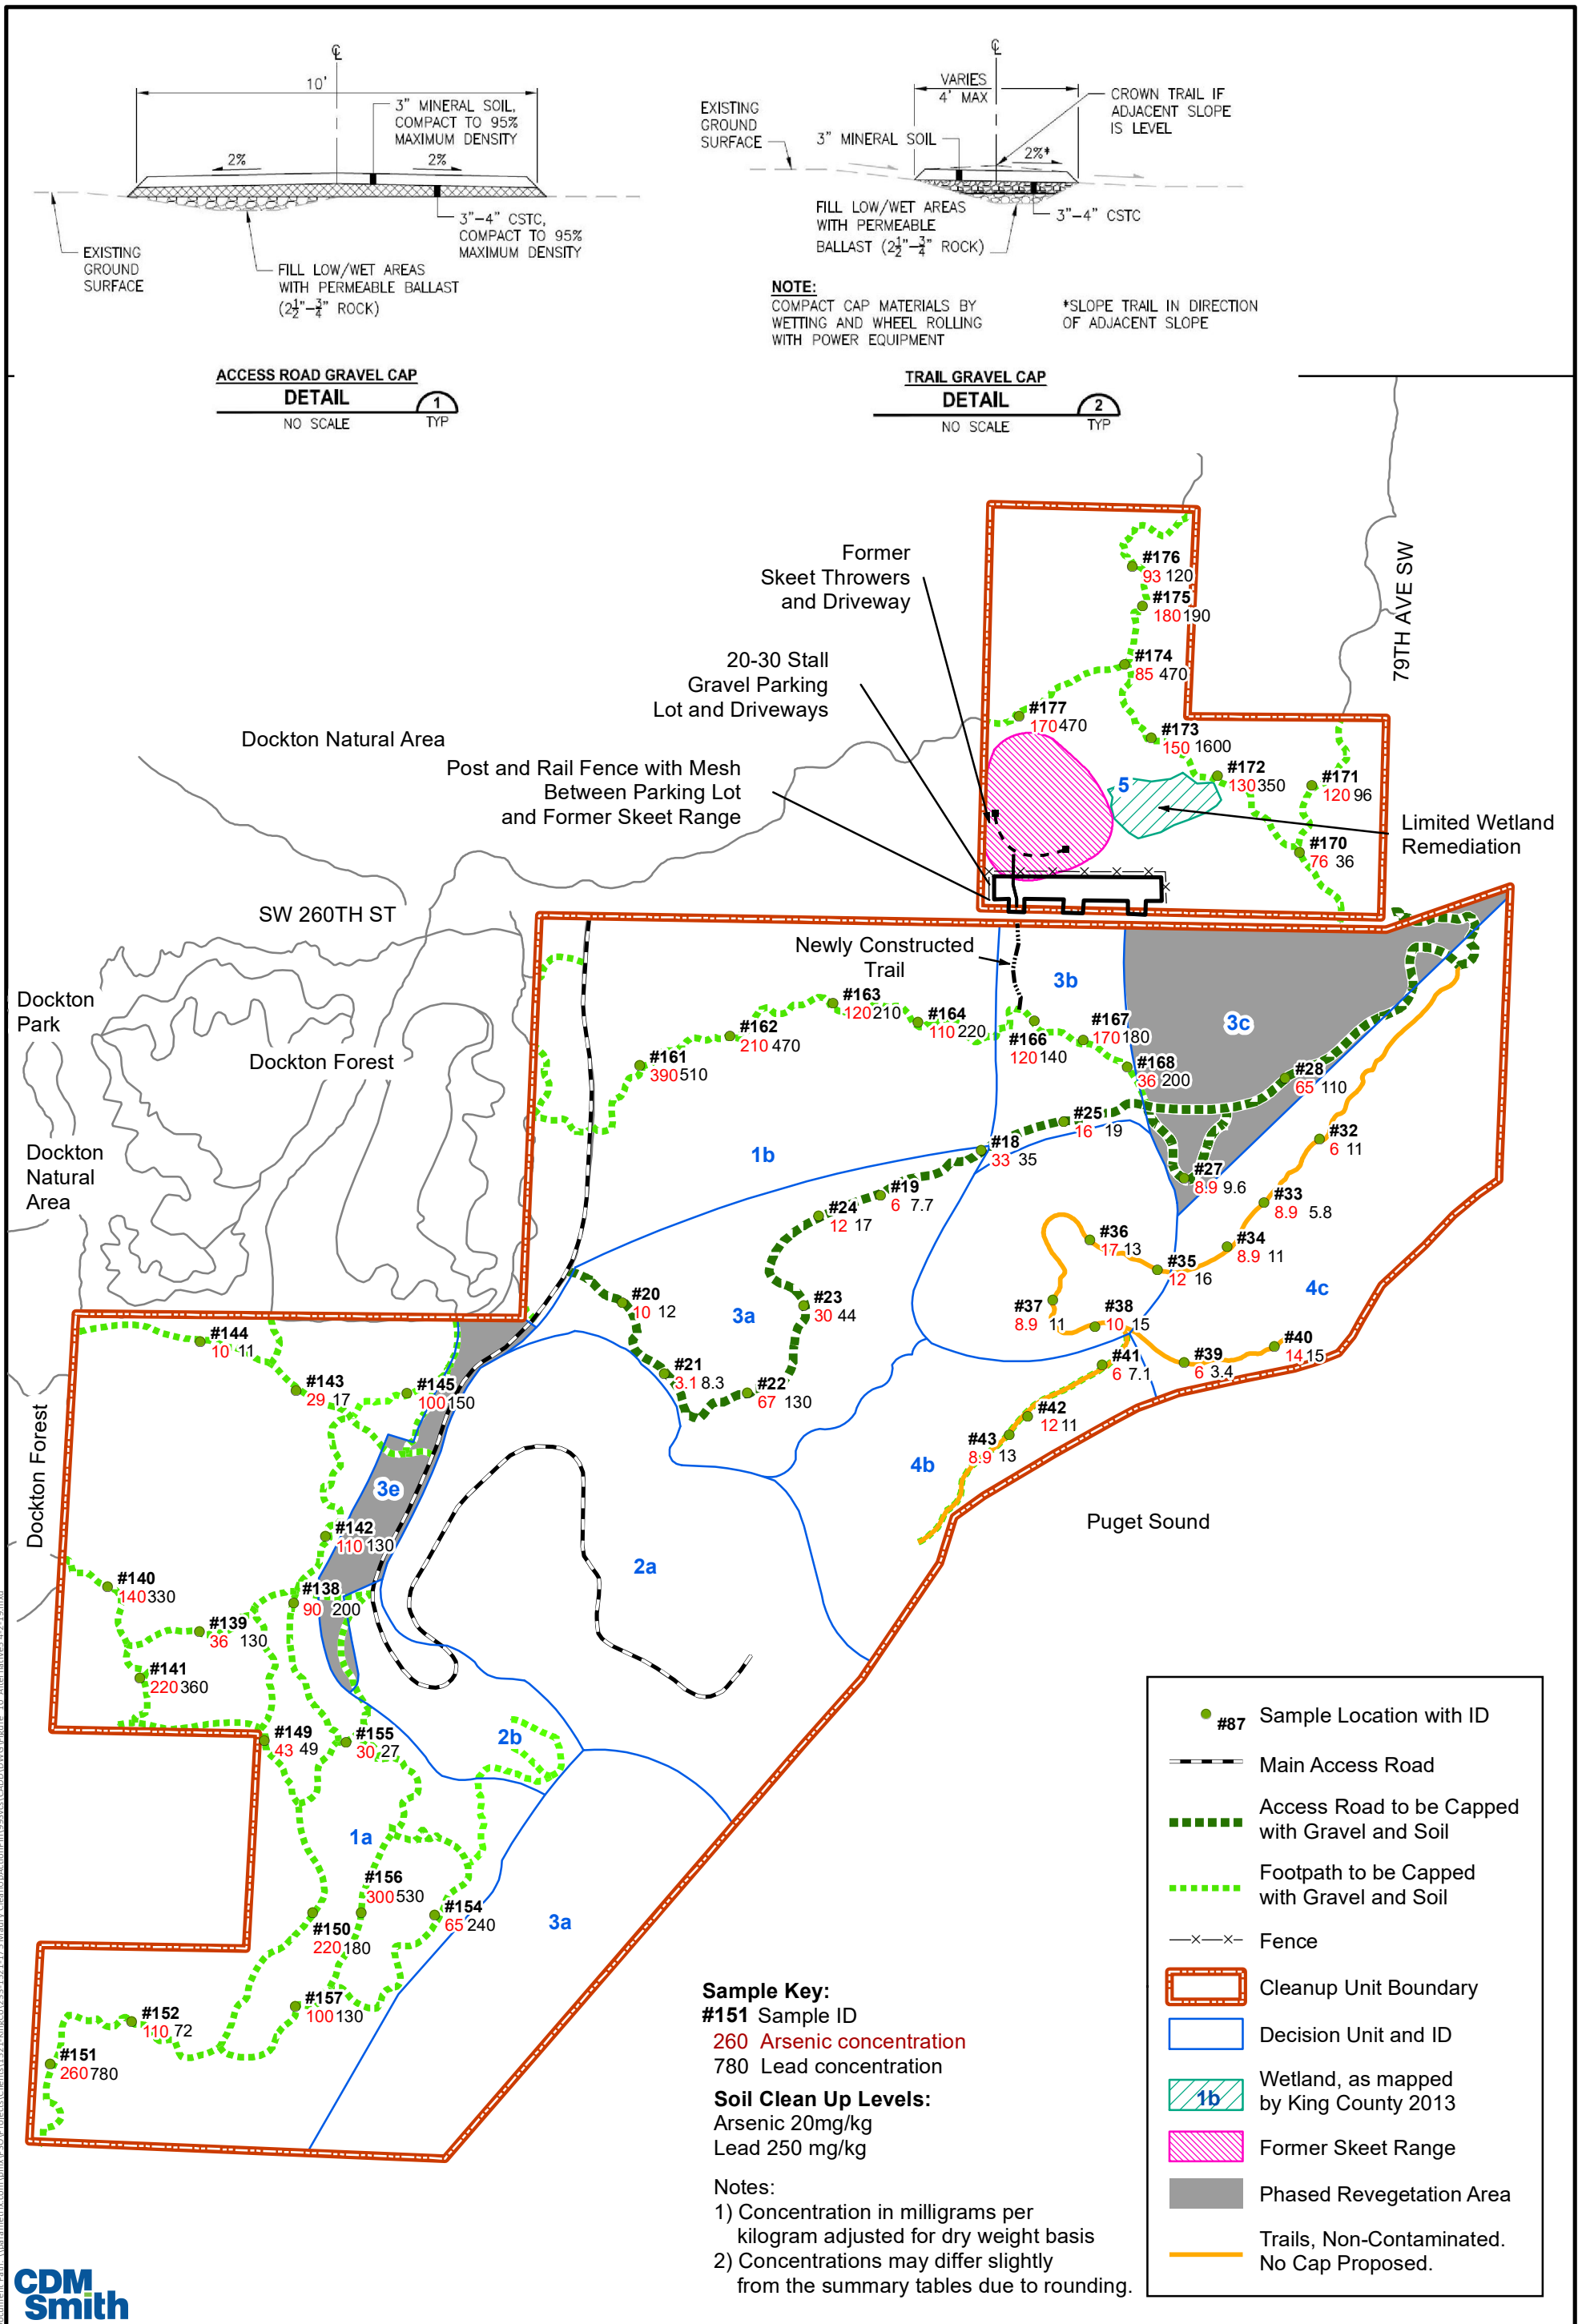 ℄
10'
3" MINERAL SOIL,
COMPACT TO 95%
MAXIMUM DENSITY
2%
2%
3"-4" CSTC,
COMPACT TO 95%
MAXIMUM DENSITY
EXISTING
GROUND
SURFACE
FILL LOW/WET AREAS
WITH PERMEABLE BALLAST
(2½"-¾" ROCK)
ACCESS ROAD GRAVEL CAP
DETAIL
1
NO SCALE
TYP
℄
VARIES
4' MAX
CROWN TRAIL IF
ADJACENT SLOPE
IS LEVEL
EXISTING
GROUND
SURFACE
3" MINERAL SOIL
2%*
FILL LOW/WET AREAS
WITH PERMEABLE
BALLAST (2½"-¾" ROCK)
3"-4" CSTC
NOTE:
COMPACT CAP MATERIALS BY
WETTING AND WHEEL ROLLING
WITH POWER EQUIPMENT
*SLOPE TRAIL IN DIRECTION
OF ADJACENT SLOPE
TRAIL GRAVEL CAP
DETAIL
2
NO SCALE
TYP
Former
Skeet Throwers
and Driveway
20-30 Stall
Gravel Parking
Lot and Driveways
Post and Rail Fence with Mesh
Between Parking Lot
and Former Skeet Range
79TH AVE SW
#176
93 120
#175
180 190
#174
85 470
#177
170 470
#173
150 1600
#172
130 350
#171
120 96
#170
76 36
5
Limited Wetland
Remediation
Dockton Natural Area
SW 260TH ST
Newly Constructed
Trail
Dockton
Park
Dockton Forest
Dockton
Natural
Area
3b
3c
#163
120 210
#164
110 220
#162
210 470
#161
390 510
#166
120 140
#167
170 180
#168
36 200
#28
65 110
#25
16 19
#32
6 11
1b
#18
33 35
#27
8.9 9.6
#19
6 7.7
#24
12 17
#33
8.9 5.8
#36
17 13
#34
8.9 11
#35
12 16
4c
#20
10 12
#23
30 44
3a
#37
8.9 11
#38
10 15
#40
14 15
#39
6 3.4
#41
6 7.1
#21
3.1 8.3
#22
67 130
#42
12 11
#43
8.9 13
4b
Puget Sound
#144
10 11
#143
29 17
#145
100 150
Dockton Forest
3e
#142
110 130
2a
#140
140 330
#138
90 200
#139
36 130
#141
220 360
#149
43 49
#155
30 27
2b
1a
#156
300 530
#154
65 240
3a
#150
220 180
#157
100 130
#152
110 72
#151
260 780
Sample Key:
#151 Sample ID
260 Arsenic concentration
780 Lead concentration
Soil Clean Up Levels:
Arsenic 20mg/kg
Lead 250 mg/kg
Notes:
1) Concentration in milligrams per
kilogram adjusted for dry weight basis
2) Concentrations may differ slightly
from the summary tables due to rounding.
#87 Sample Location with ID
Main Access Road
Access Road to be Capped
with Gravel and Soil
Footpath to be Capped
with Gravel and Soil
Fence
Cleanup Unit Boundary
Decision Unit and ID
1b
Wetland, as mapped
by King County 2013
Former Skeet Range
Phased Revegetation Area
Trails, Non-Contaminated.
No Cap Proposed.
CDM
Smith